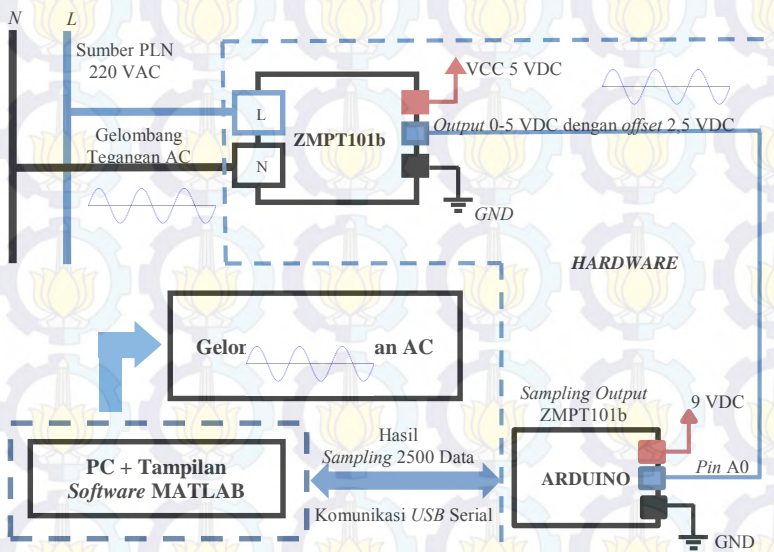 N
L
Sumber PLN
220 VAC
VCC 5 VDC
L
Output 0-5 VDC dengan offset 2,5 VDC
ZMPT101b
Gelombang
Tegangan AC
N
GND
HARDWARE
an AC
Sampling Output
ZMPT101b
9 VDC
Hasil
Sampling 2500 Data
PC + Tampilan
Software MATLAB
ARDUINO
Pin A0
Komunikasi USB Serial
GND